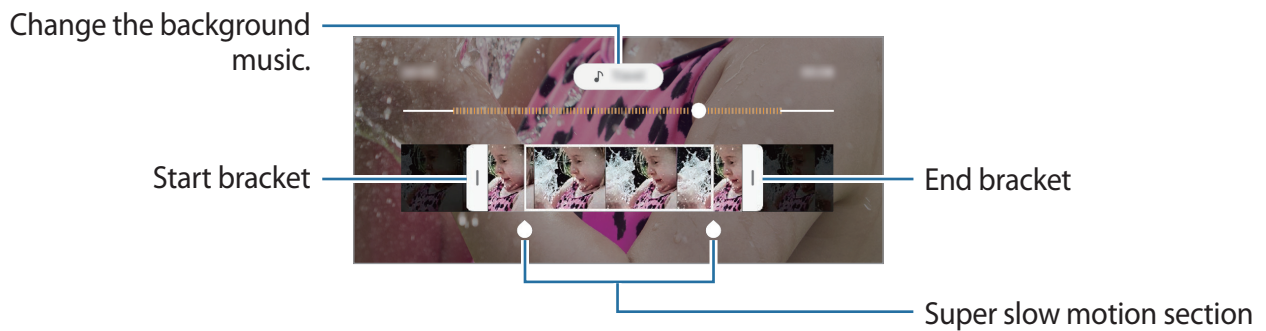 Change the background
music.
Start bracket
End bracket
Super slow motion section